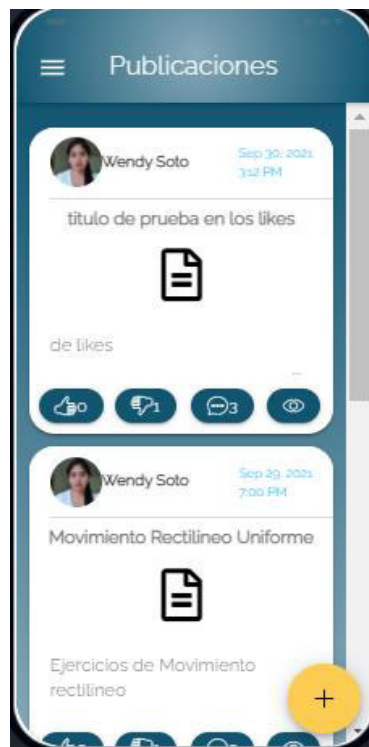 Publicaciones
Wendy Soto
Sep 30, 2021
3:12 PM
titulo de prueba en los likes
de likes
...
0
1
3
Wendy Soto
Sep 29, 2021
7:00 PM
Movimiento Rectilineo Uniforme
Ejercicios de Movimiento
rectilineo
+